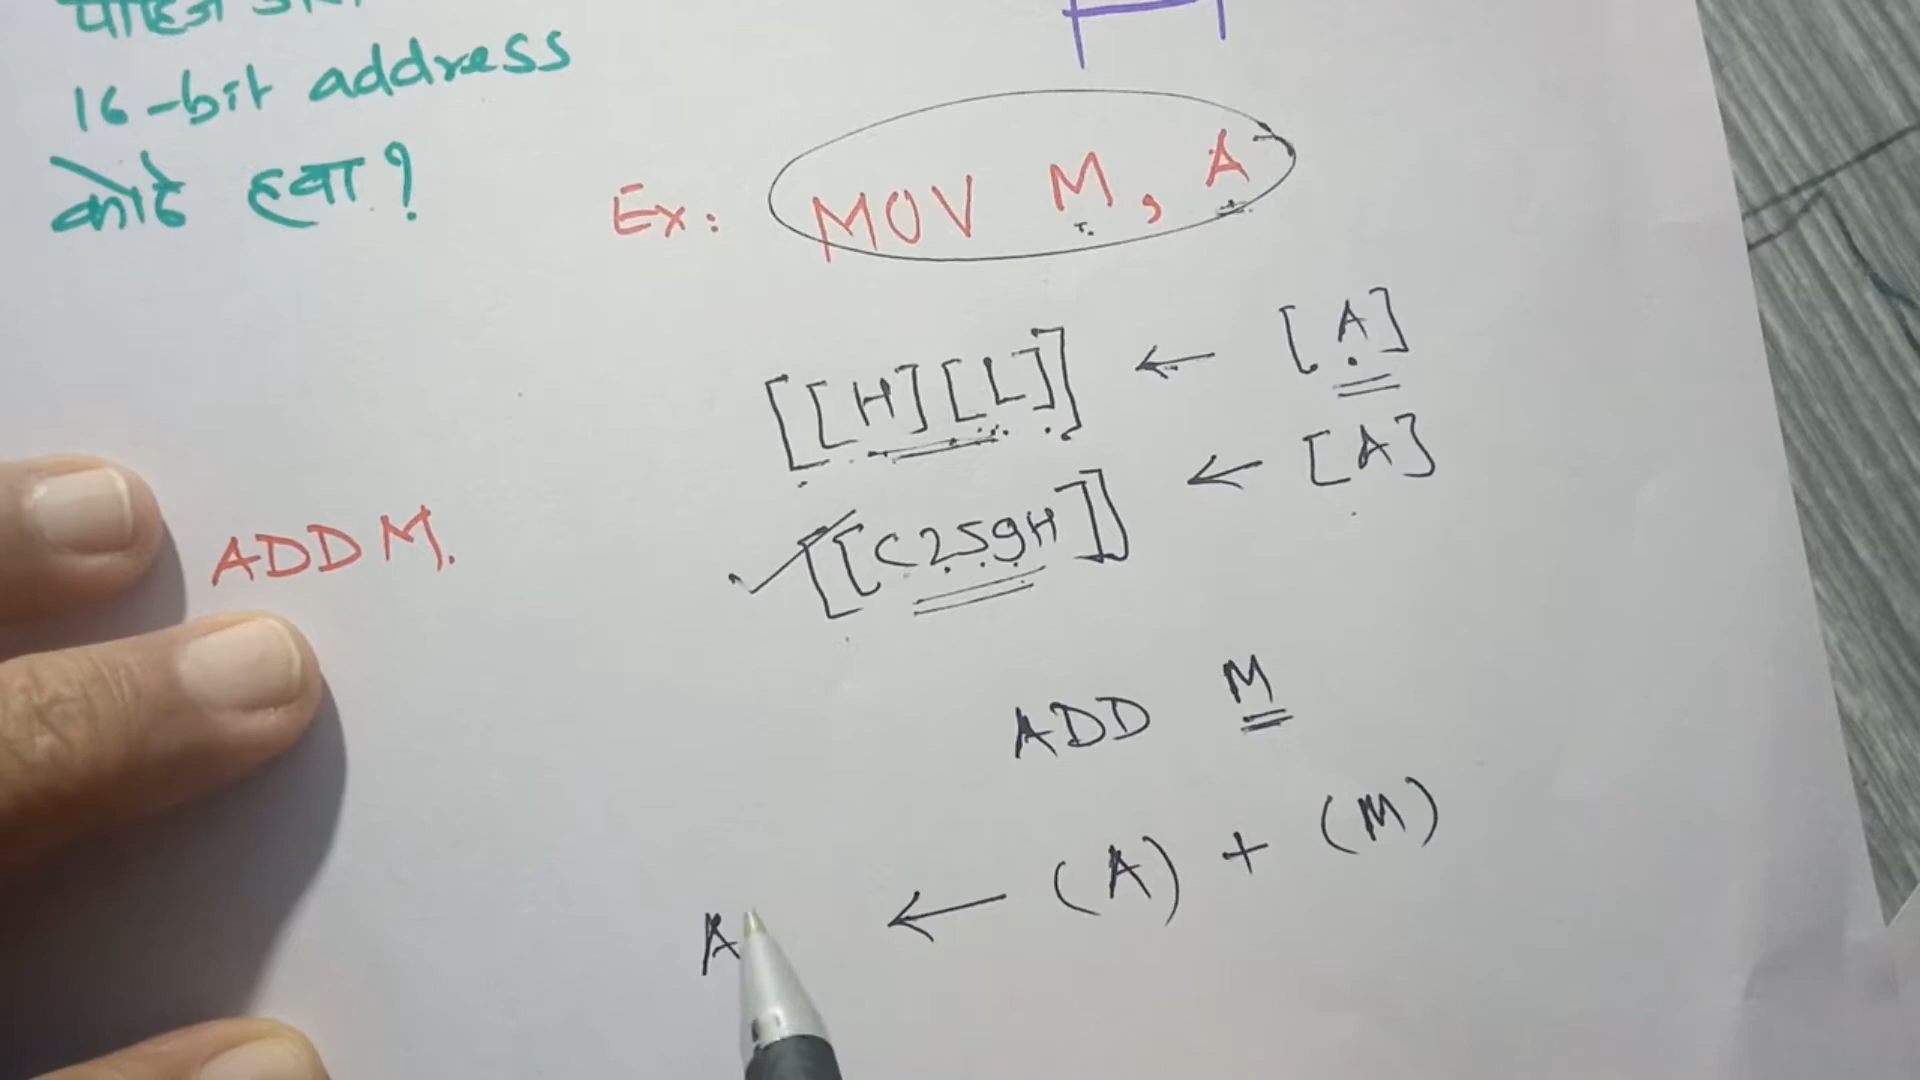 16-bit address
कोठे हवा?
Ex: MOV M, A
[[H][L]] ← [A]
[[C259H]] ← [A]
ADD M.
ADD M
A ← (A) + (M)